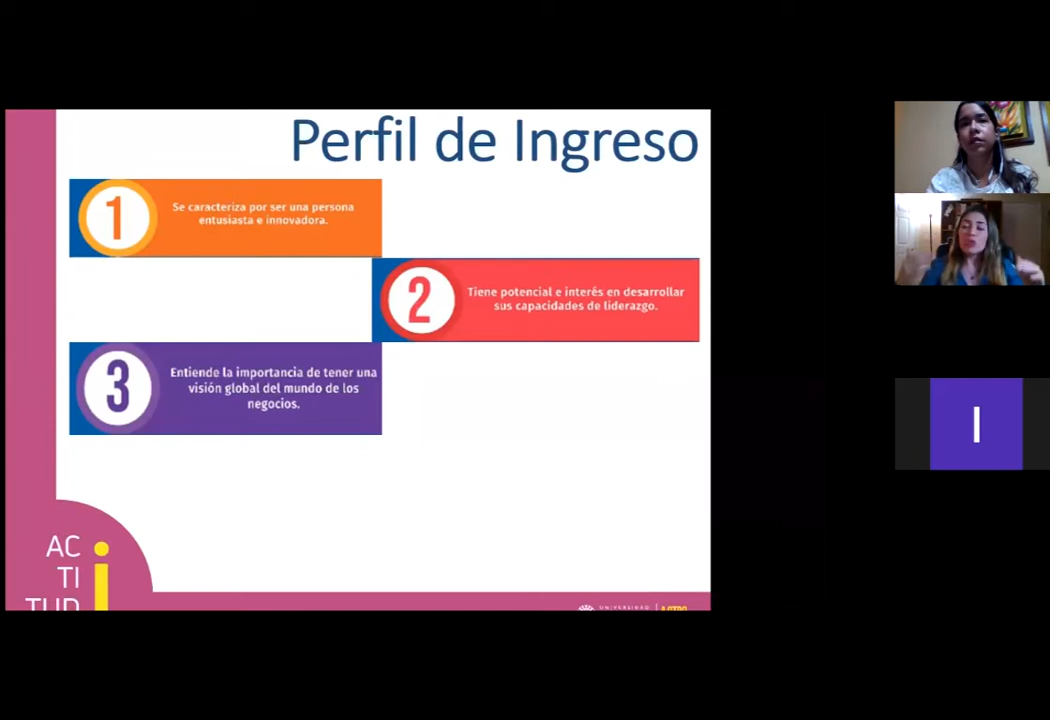 Perfil de Ingreso
1
Se caracteriza por ser una persona
entusiasta e innovadora.
2
Tiene potencial e interés en desarrollar
sus capacidades de liderazgo.
3
Entiende la importancia de tener una
visión global del mundo de los
negocios.
AC
TI
TUD
i
UNIVERSIDAD
I